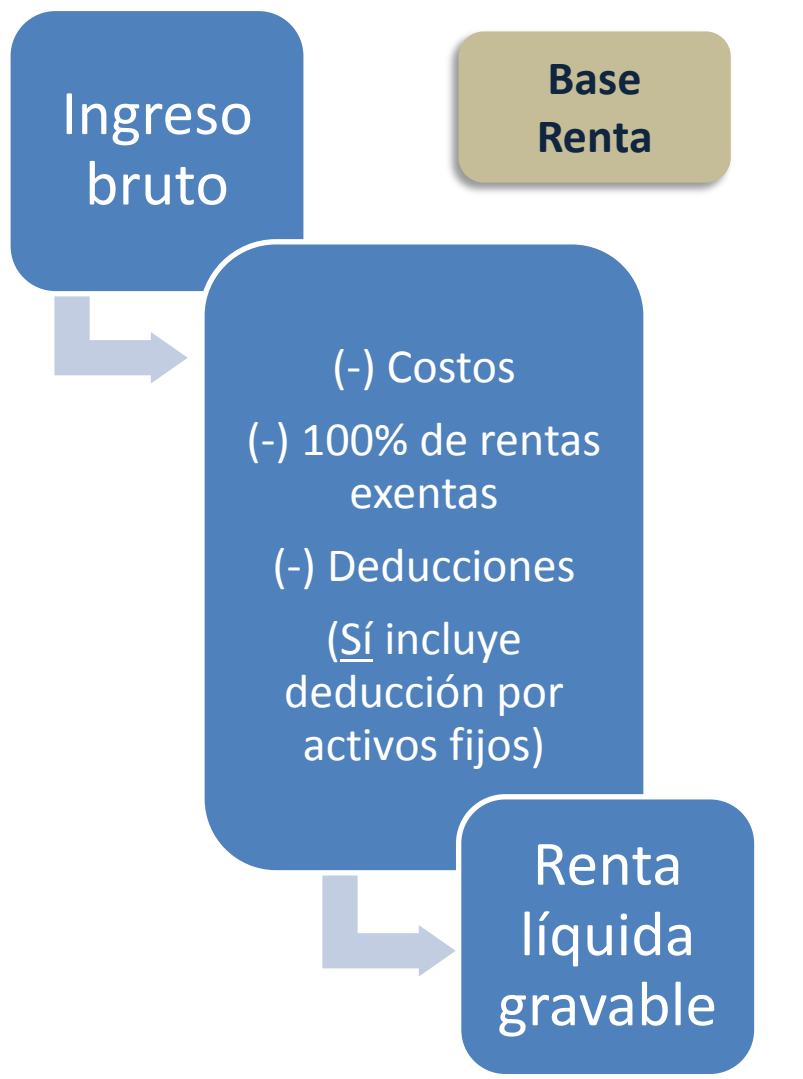 Ingreso
bruto
Base
Renta
(-) Costos
(-) 100% de rentas
exentas
(-) Deducciones
(Sí incluye
deducción por
activos fijos)
Renta
líquida
gravable